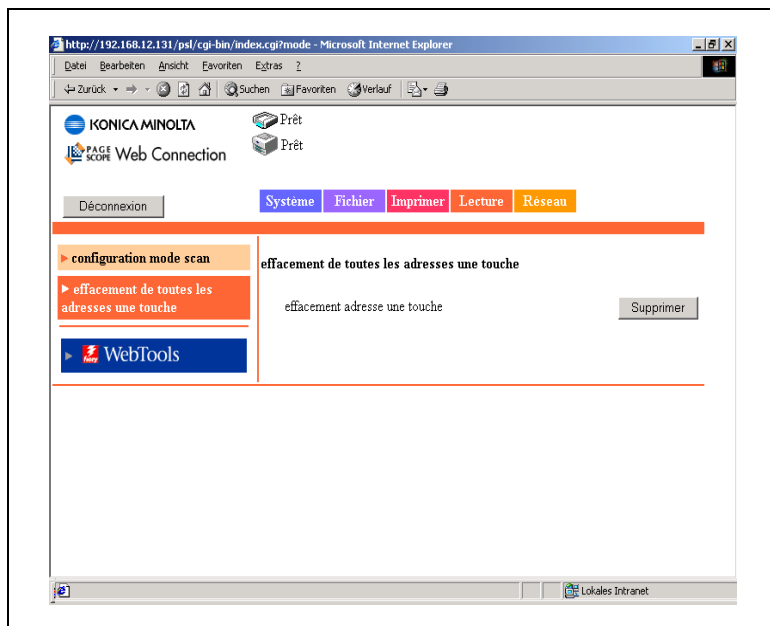 http://192.168.12.131/psl/cgi-bin/index.cgi?mode - Microsoft Internet Explorer
Datei Bearbeiten Ansicht Favoriten Extras ?
Zurück Suchen Favoriten Verlauf
KONICA MINOLTA
Prêt
PAGE SCOPE Web Connection
Prêt
Déconnexion
Système Fichier Imprimer Lecture Réseau
configuration mode scan
effacement de toutes les adresses une touche
effacement de toutes les
adresses une touche
effacement adresse une touche
Supprimer
fiery WebTools
Lokales Intranet